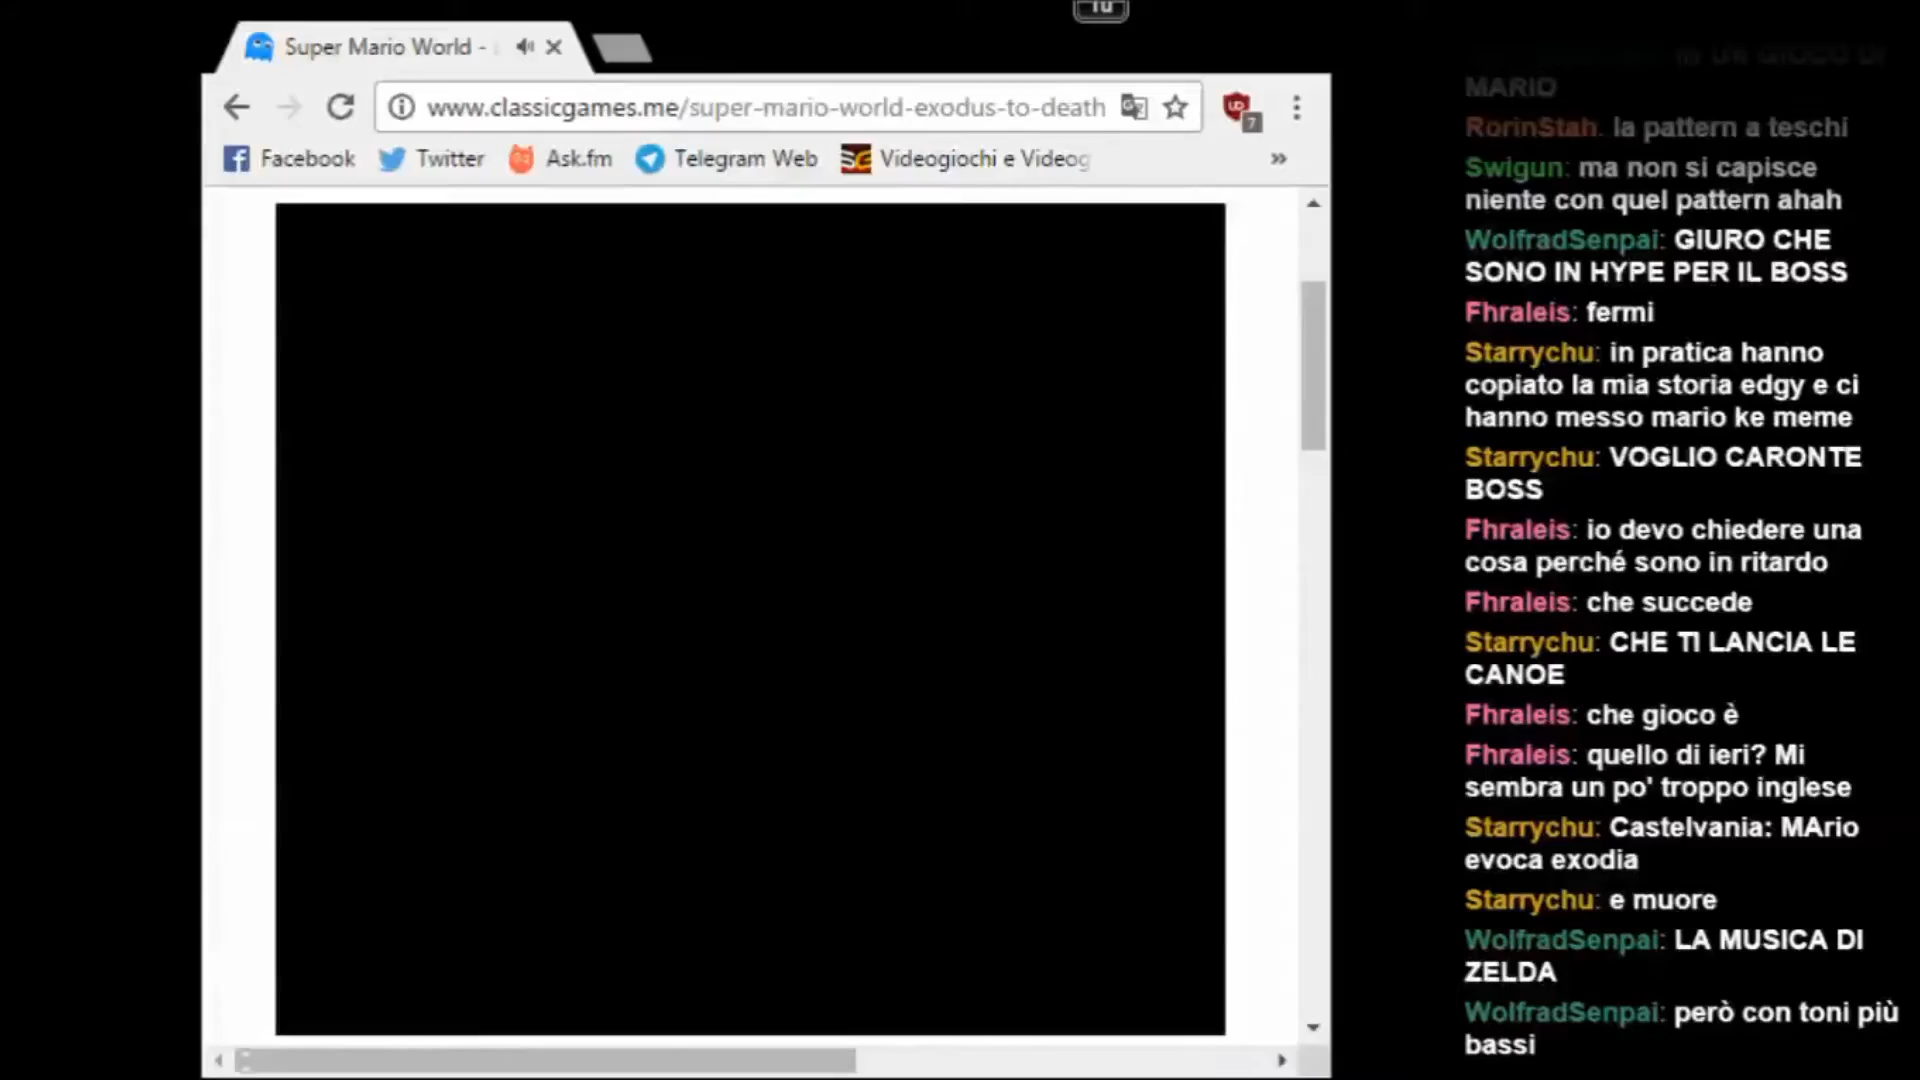 Super Mario World -
www.classicgames.me/super-mario-world-exodus-to-death
7
Facebook
Twitter
Ask.fm
Telegram Web
Videogiochi e Videog
»
MARIO
RorinStah. la pattern a teschi
Swigun: ma non si capisce
niente con quel pattern ahah
WolfradSenpai: GIURO CHE
SONO IN HYPE PER IL BOSS
Fhraleis: fermi
Starrychu: in pratica hanno
copiato la mia storia edgy e ci
hanno messo mario ke meme
Starrychu: VOGLIO CARONTE
BOSS
Fhraleis: io devo chiedere una
cosa perché sono in ritardo
Fhraleis: che succede
Starrychu: CHE TI LANCIA LE
CANOE
Fhraleis: che gioco è
Fhraleis: quello di ieri? Mi
sembra un po' troppo inglese
Starrychu: Castelvania: MArio
evoca exodia
Starrychu: e muore
WolfradSenpai: LA MUSICA DI
ZELDA
WolfradSenpai: però con toni più
bassi